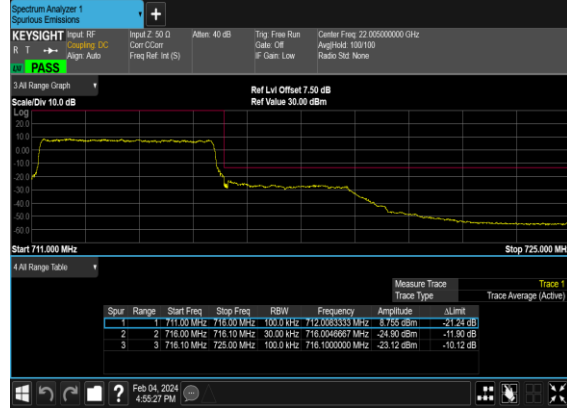 Spectrum Analyzer 1
Spurious Emissions
KEYSIGHT Input: RF Input Z: 50 Ω Atten: 40 dB Trig: Free Run Center Freq: 22.005000000 GHz
R T Coupling: DC Corr CCorr Gate: Off Avg|Hold: 100/100
Align: Auto Freq Ref: Int (S) IF Gain: Low Radio Std: None
PASS
3 All Range Graph
Ref Lvl Offset 7.50 dB
Scale/Div 10.0 dB Ref Value 30.00 dBm
Log
20.0
10.0
0.00
-10.0
-20.0
-30.0
-40.0
-50.0
-60.0
Start 711.000 MHz Stop 725.000 MH
4 All Range Table
Measure Trace Trace 1
Trace Type Trace Average (Active)
Spur Range Start Freq Stop Freq RBW Frequency Amplitude ΔLimit
1 1 711.00 MHz 716.00 MHz 100.0 kHz 712.0083333 MHz 8.755 dBm -21.24 dB
2 2 716.00 MHz 716.10 MHz 30.00 kHz 716.0046667 MHz -24.90 dBm -11.90 dB
3 3 716.10 MHz 725.00 MHz 100.0 kHz 716.1000000 MHz -23.12 dBm -10.12 dB
?
Feb 04, 2024
4:55:27 PM